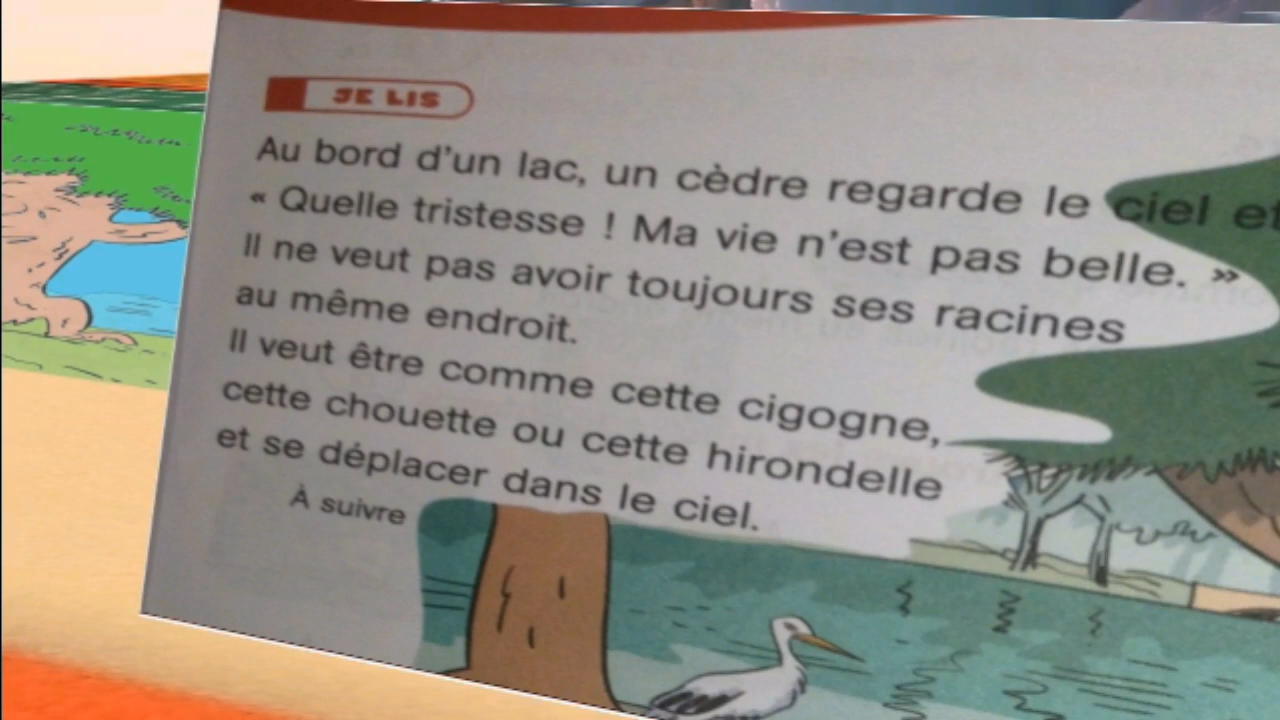 JE LIS
Au bord d'un lac, un cèdre regarde le ciel et
« Quelle tristesse ! Ma vie n'est pas belle. »
Il ne veut pas avoir toujours ses racines
au même endroit.
Il veut être comme cette cigogne,
cette chouette ou cette hirondelle
et se déplacer dans le ciel.
À suivre